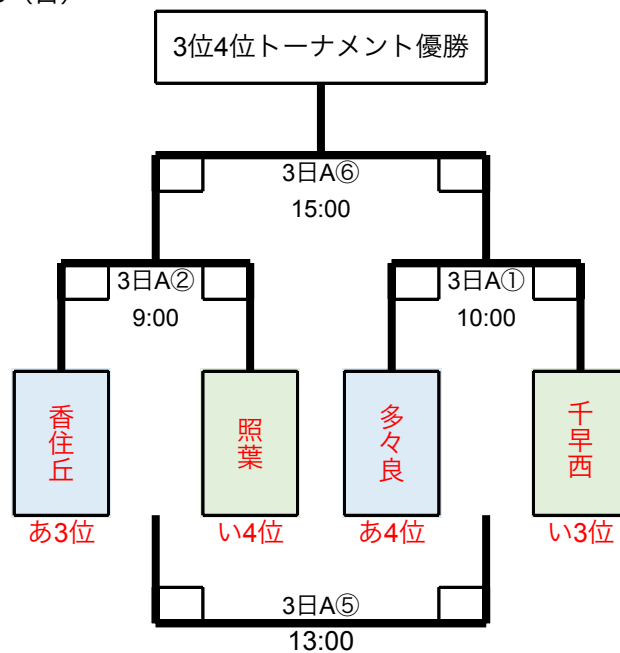 3位4位トーナメント優勝
3日A⑥
15:00
3日A②
9:00
3日A①
10:00
香住丘
照葉
多々良
千早西
あ3位
い4位
あ4位
い3位
3日A⑤
13:00